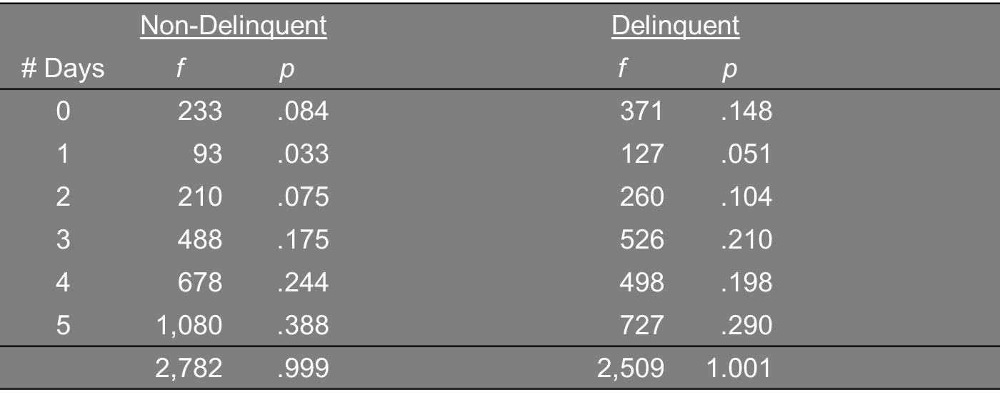 Non-Delinquent Delinquent
# Days f p f p
0 233 .084 371 .148
1 93 .033 127 .051
2 210 .075 260 .104
3 488 .175 526 .210
4 678 .244 498 .198
5 1,080 .388 727 .290
2,782 .999 2,509 1.001